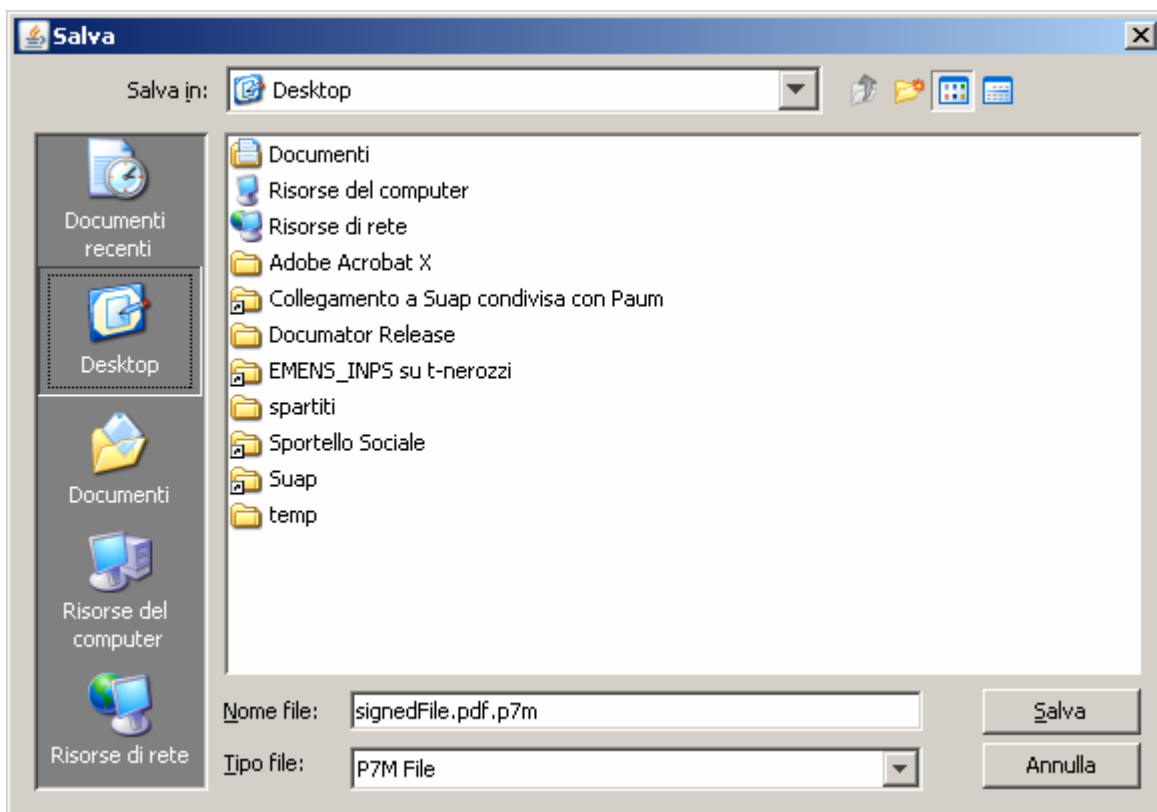 Salva
Salva in:
Desktop
Documenti
recenti
Desktop
Documenti
Risorse del
computer
Risorse di rete
Documenti
Risorse del computer
Risorse di rete
Adobe Acrobat X
Collegamento a Suap condivisa con Paum
Documator Release
EMENS_INPS su t-nerozzi
spartiti
Sportello Sociale
Suap
temp
Nome file:
signedFile.pdf.p7m
Salva
Tipo file:
P7M File
Annulla